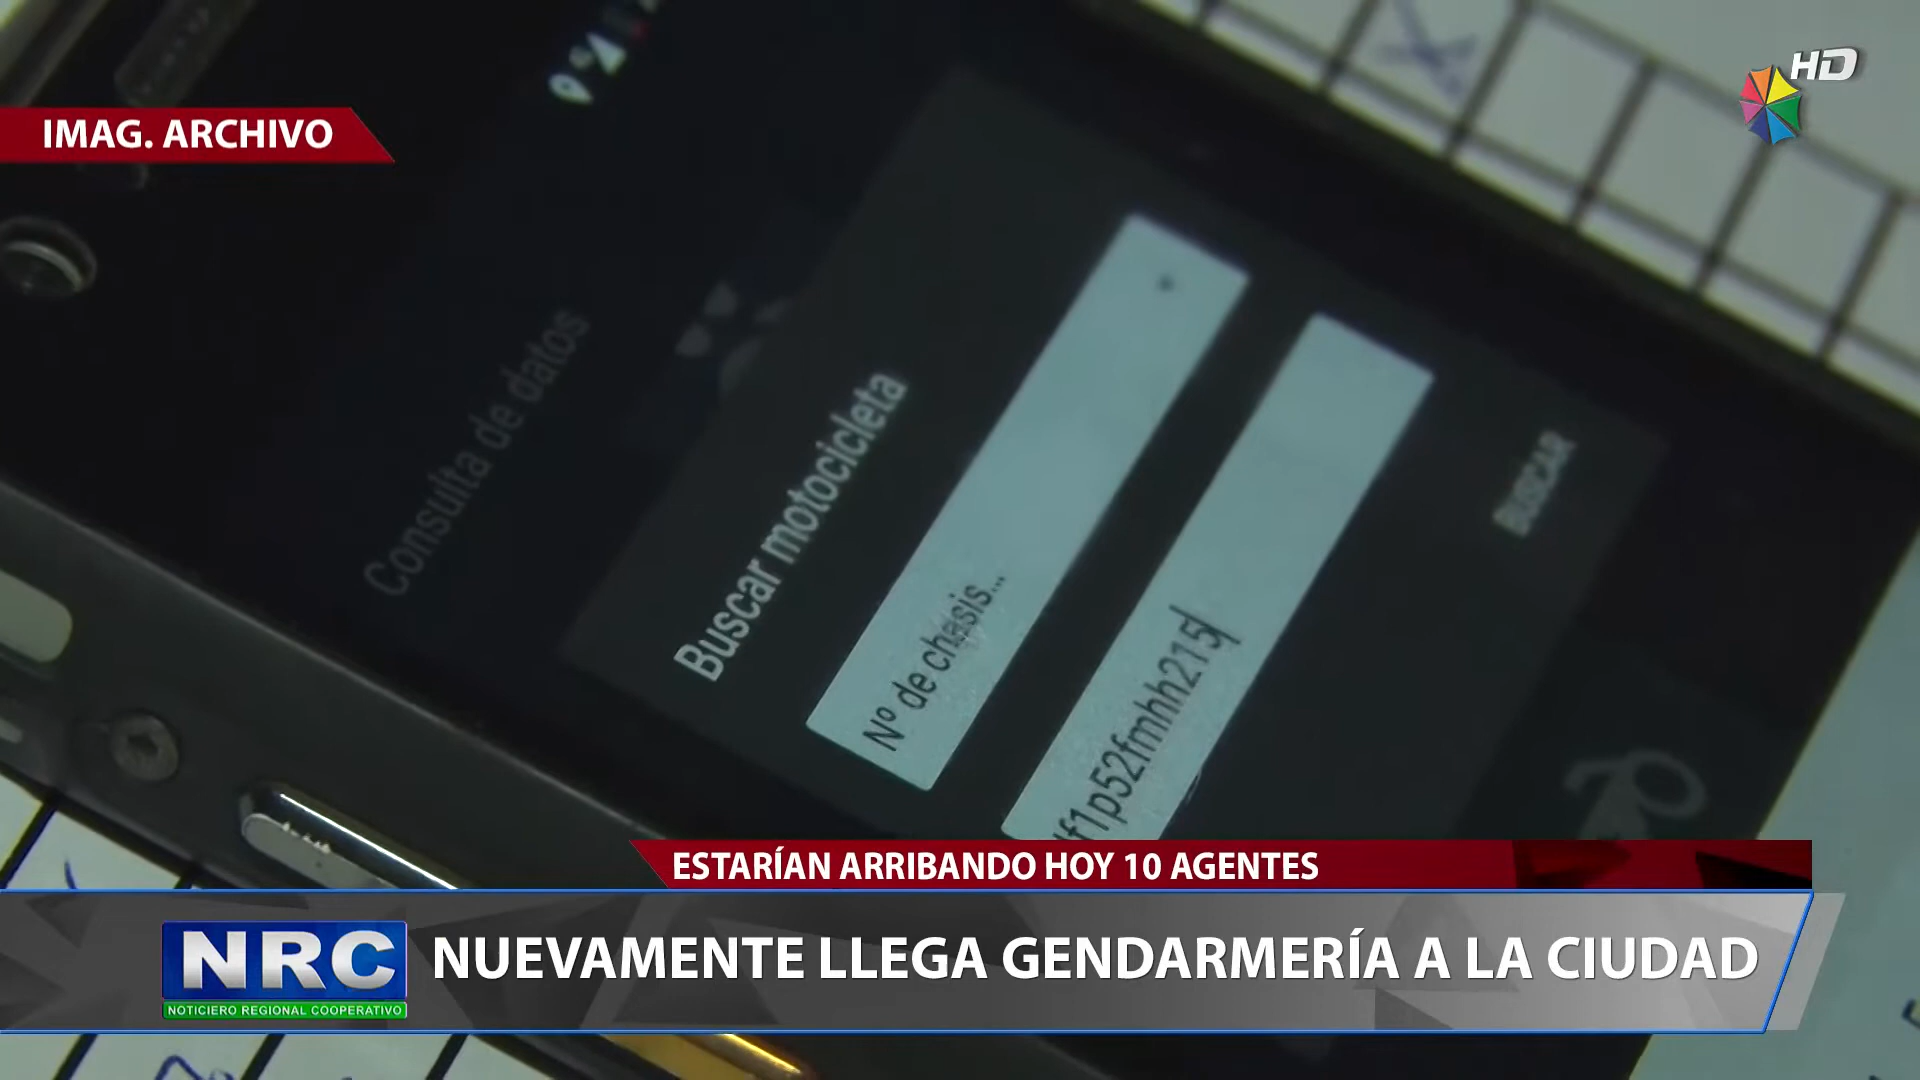 HD
IMAG. ARCHIVO
Consulta de datos
Buscar motocicleta
Nº de chasis...
f1p52fmhh215
BUSCAR
ESTARÍAN ARRIBANDO HOY 10 AGENTES
NRC
NOTICIERO REGIONAL COOPERATIVO
NUEVAMENTE LLEGA GENDARMERÍA A LA CIUDAD